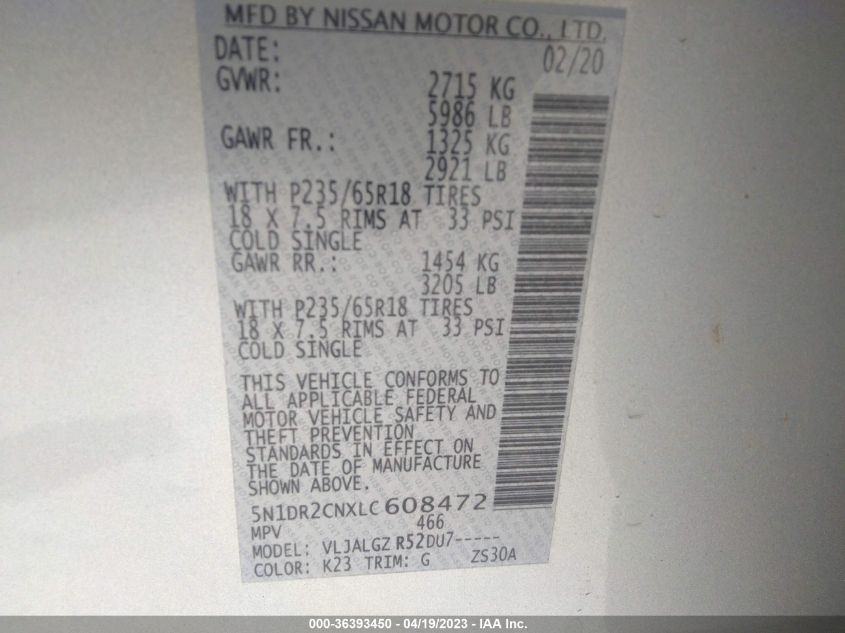 MFD BY NISSAN MOTOR CO., LTD.
DATE: 02/20
GVWR: 2715 KG
5986 LB
GAWR FR.: 1325 KG
2921 LB
WITH P235/65R18 TIRES
18 X 7.5 RIMS AT 33 PSI
COLD SINGLE
GAWR RR.: 1454 KG
3205 LB
WITH P235/65R18 TIRES
18 X 7.5 RIMS AT 33 PSI
COLD SINGLE
THIS VEHICLE CONFORMS TO
ALL APPLICABLE FEDERAL
MOTOR VEHICLE SAFETY AND
THEFT PREVENTION
STANDARDS IN EFFECT ON
THE DATE OF MANUFACTURE
SHOWN ABOVE.
5N1DR2CNXLC608472
MPV 466
MODEL: VLJALGZ R52DU7-----
COLOR: K23 TRIM: G ZS30A
000-36393450 - 04/19/2023 - IAA Inc.